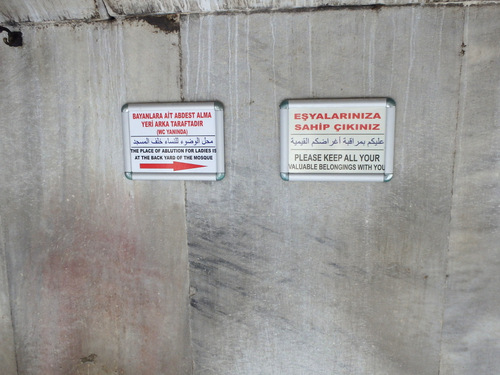 BAYANLARA AİT ABDEST ALMA
YERİ ARKA TARAFTADIR
(WC YANINDA)
محل الوضوء للنساء خلف المسجد
THE PLACE OF ABLUTION FOR LADIES IS
AT THE BACK YARD OF THE MOSQUE
EŞYALARINIZA
SAHİP ÇIKINIZ
عليكم بمراقبة أغراضكم القيمية
PLEASE KEEP ALL YOUR
VALUABLE BELONGINGS WITH YOU